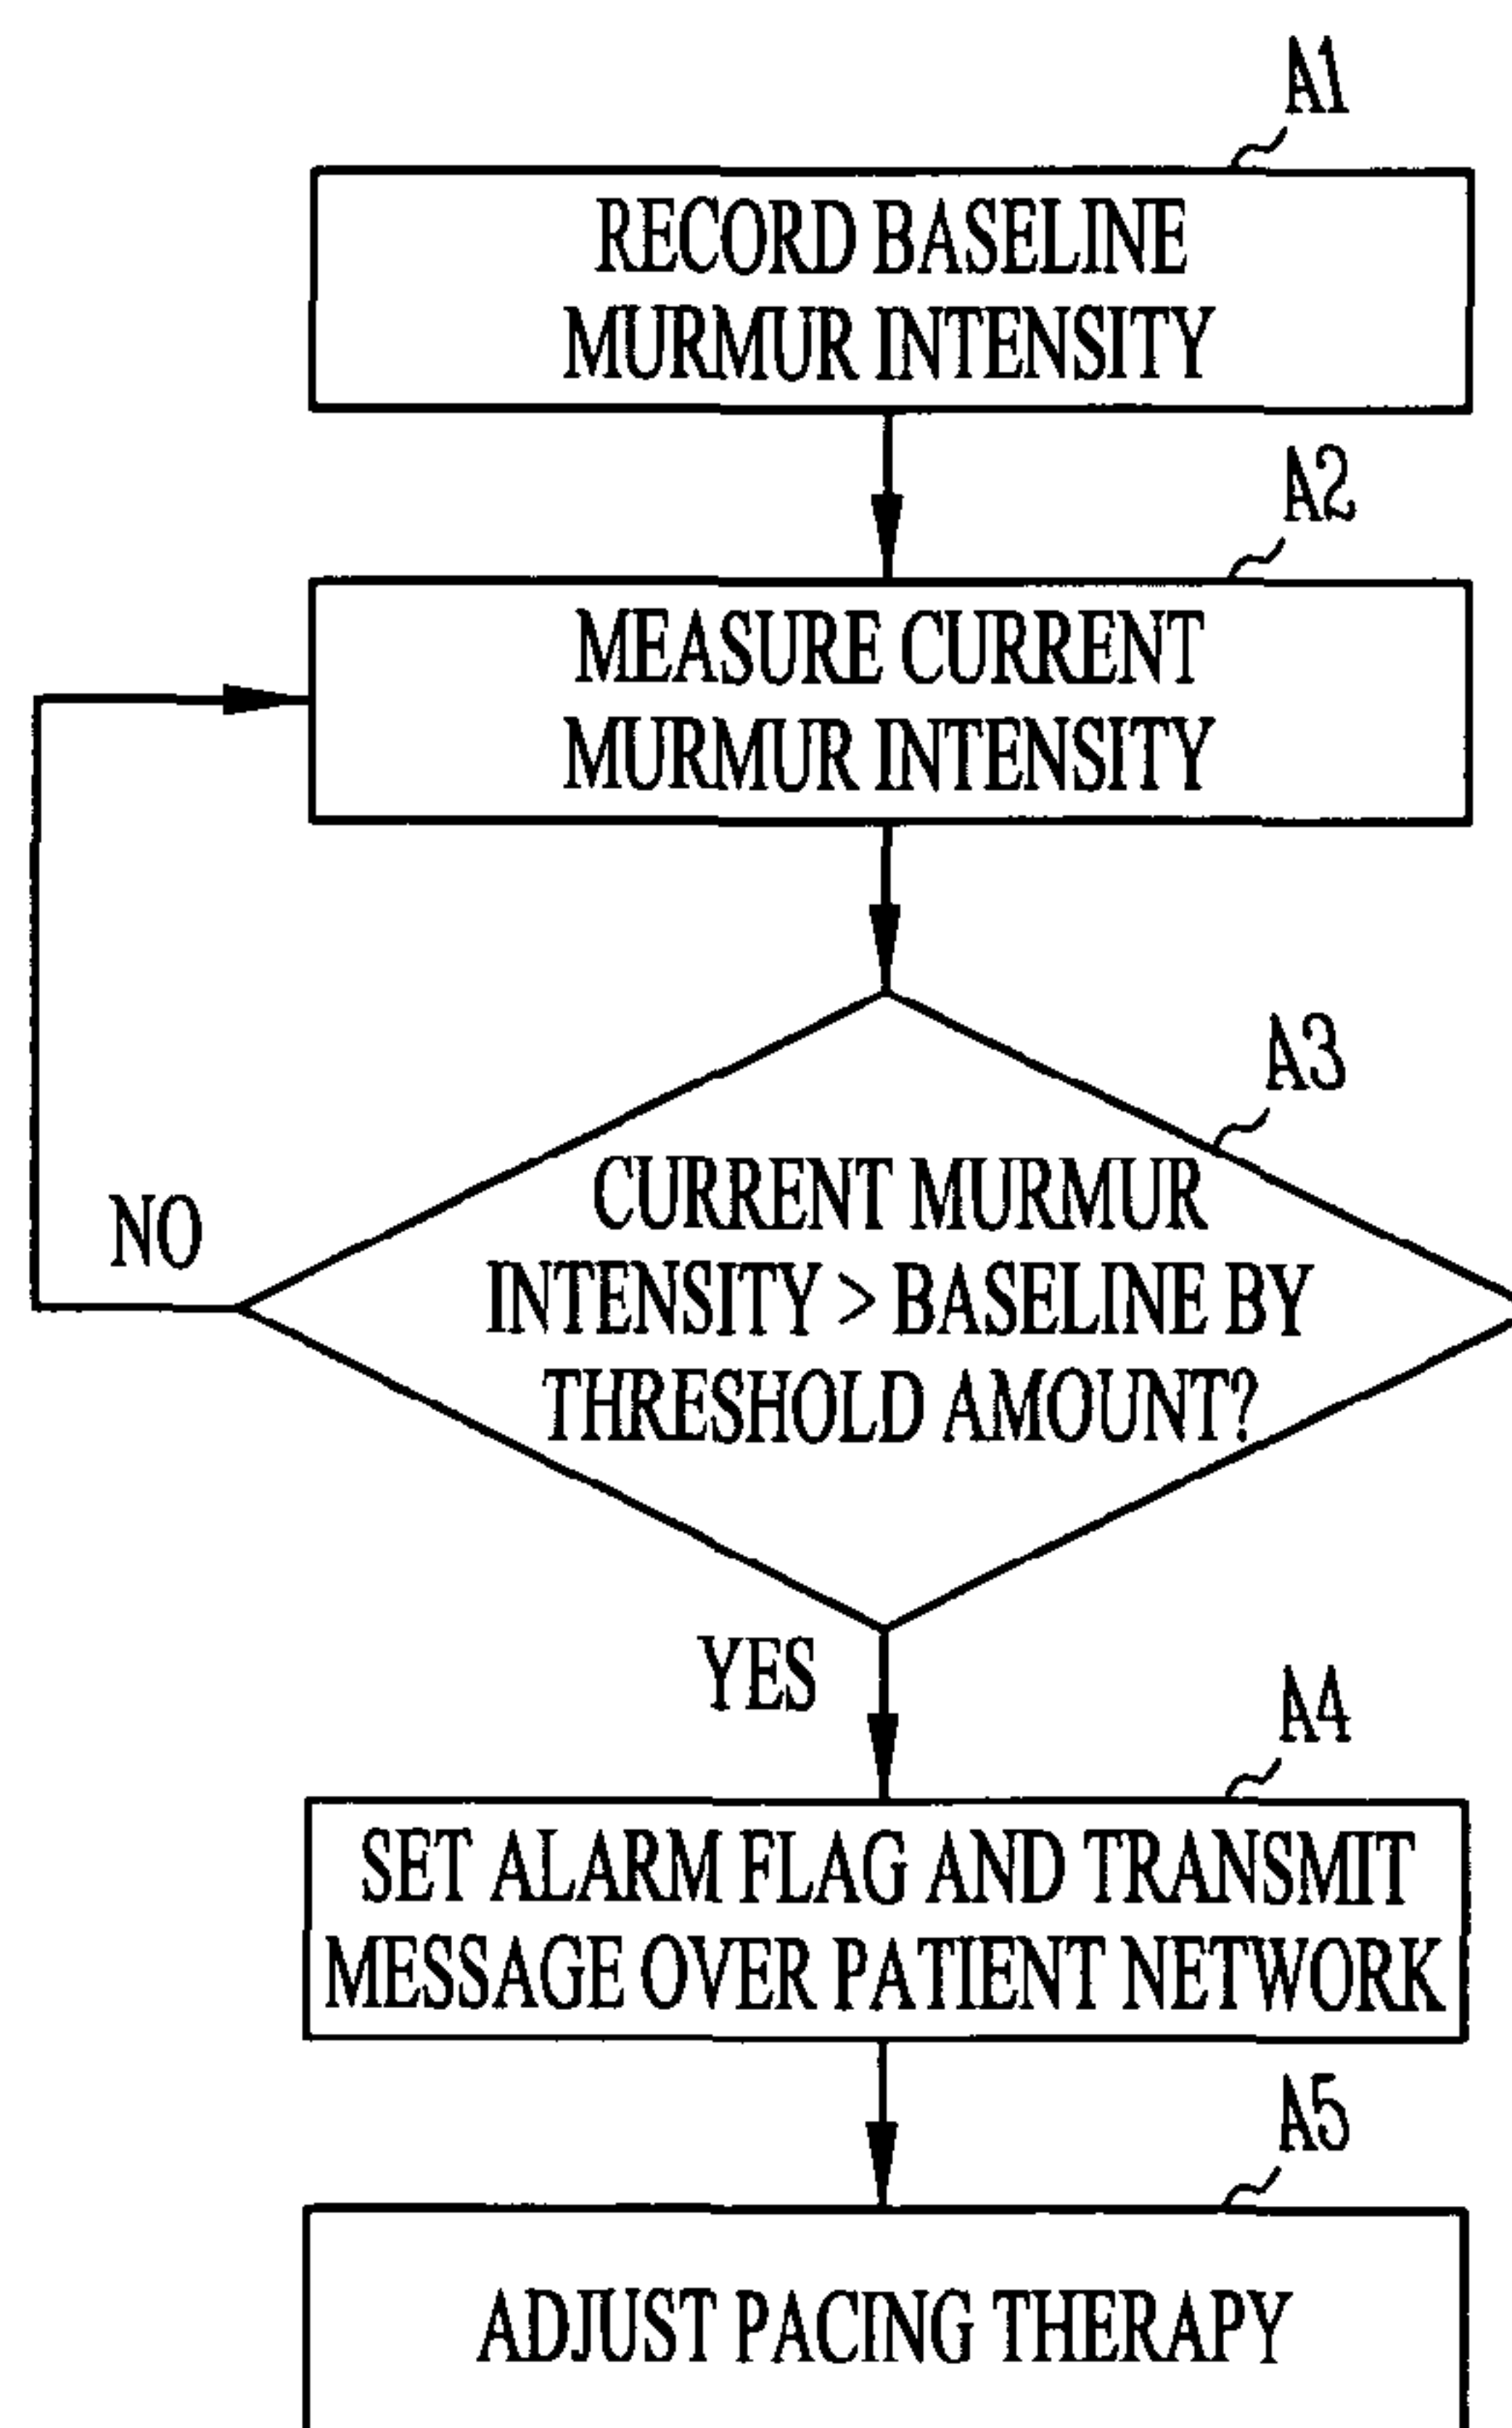 A1
RECORD BASELINE
MURMUR INTENSITY
A2
MEASURE CURRENT
MURMUR INTENSITY
A3
CURRENT MURMUR
INTENSITY > BASELINE BY
THRESHOLD AMOUNT?
NO
YES
A4
SET ALARM FLAG AND TRANSMIT
MESSAGE OVER PATIENT NETWORK
A5
ADJUST PACING THERAPY